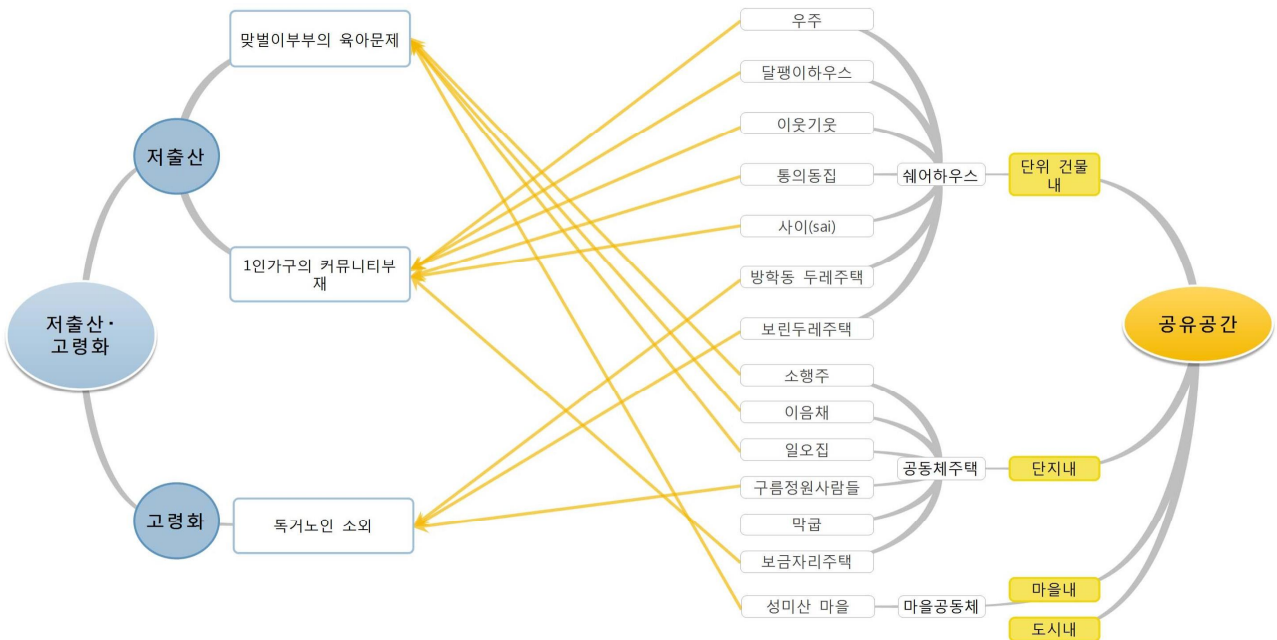 맞벌이부부의 육아문제
저출산
1인가구의 커뮤니티부
재
저출산·
고령화
고령화
독거노인 소외
우주
달팽이하우스
이웃기웃
통의동집
사이(sai)
방학동 두레주택
보린두레주택
소행주
이음채
일오집
구름정원사람들
막굽
보금자리주택
성미산 마을
쉐어하우스
공동체주택
마을공동체
단위 건물
내
단지내
마을내
도시내
공유공간